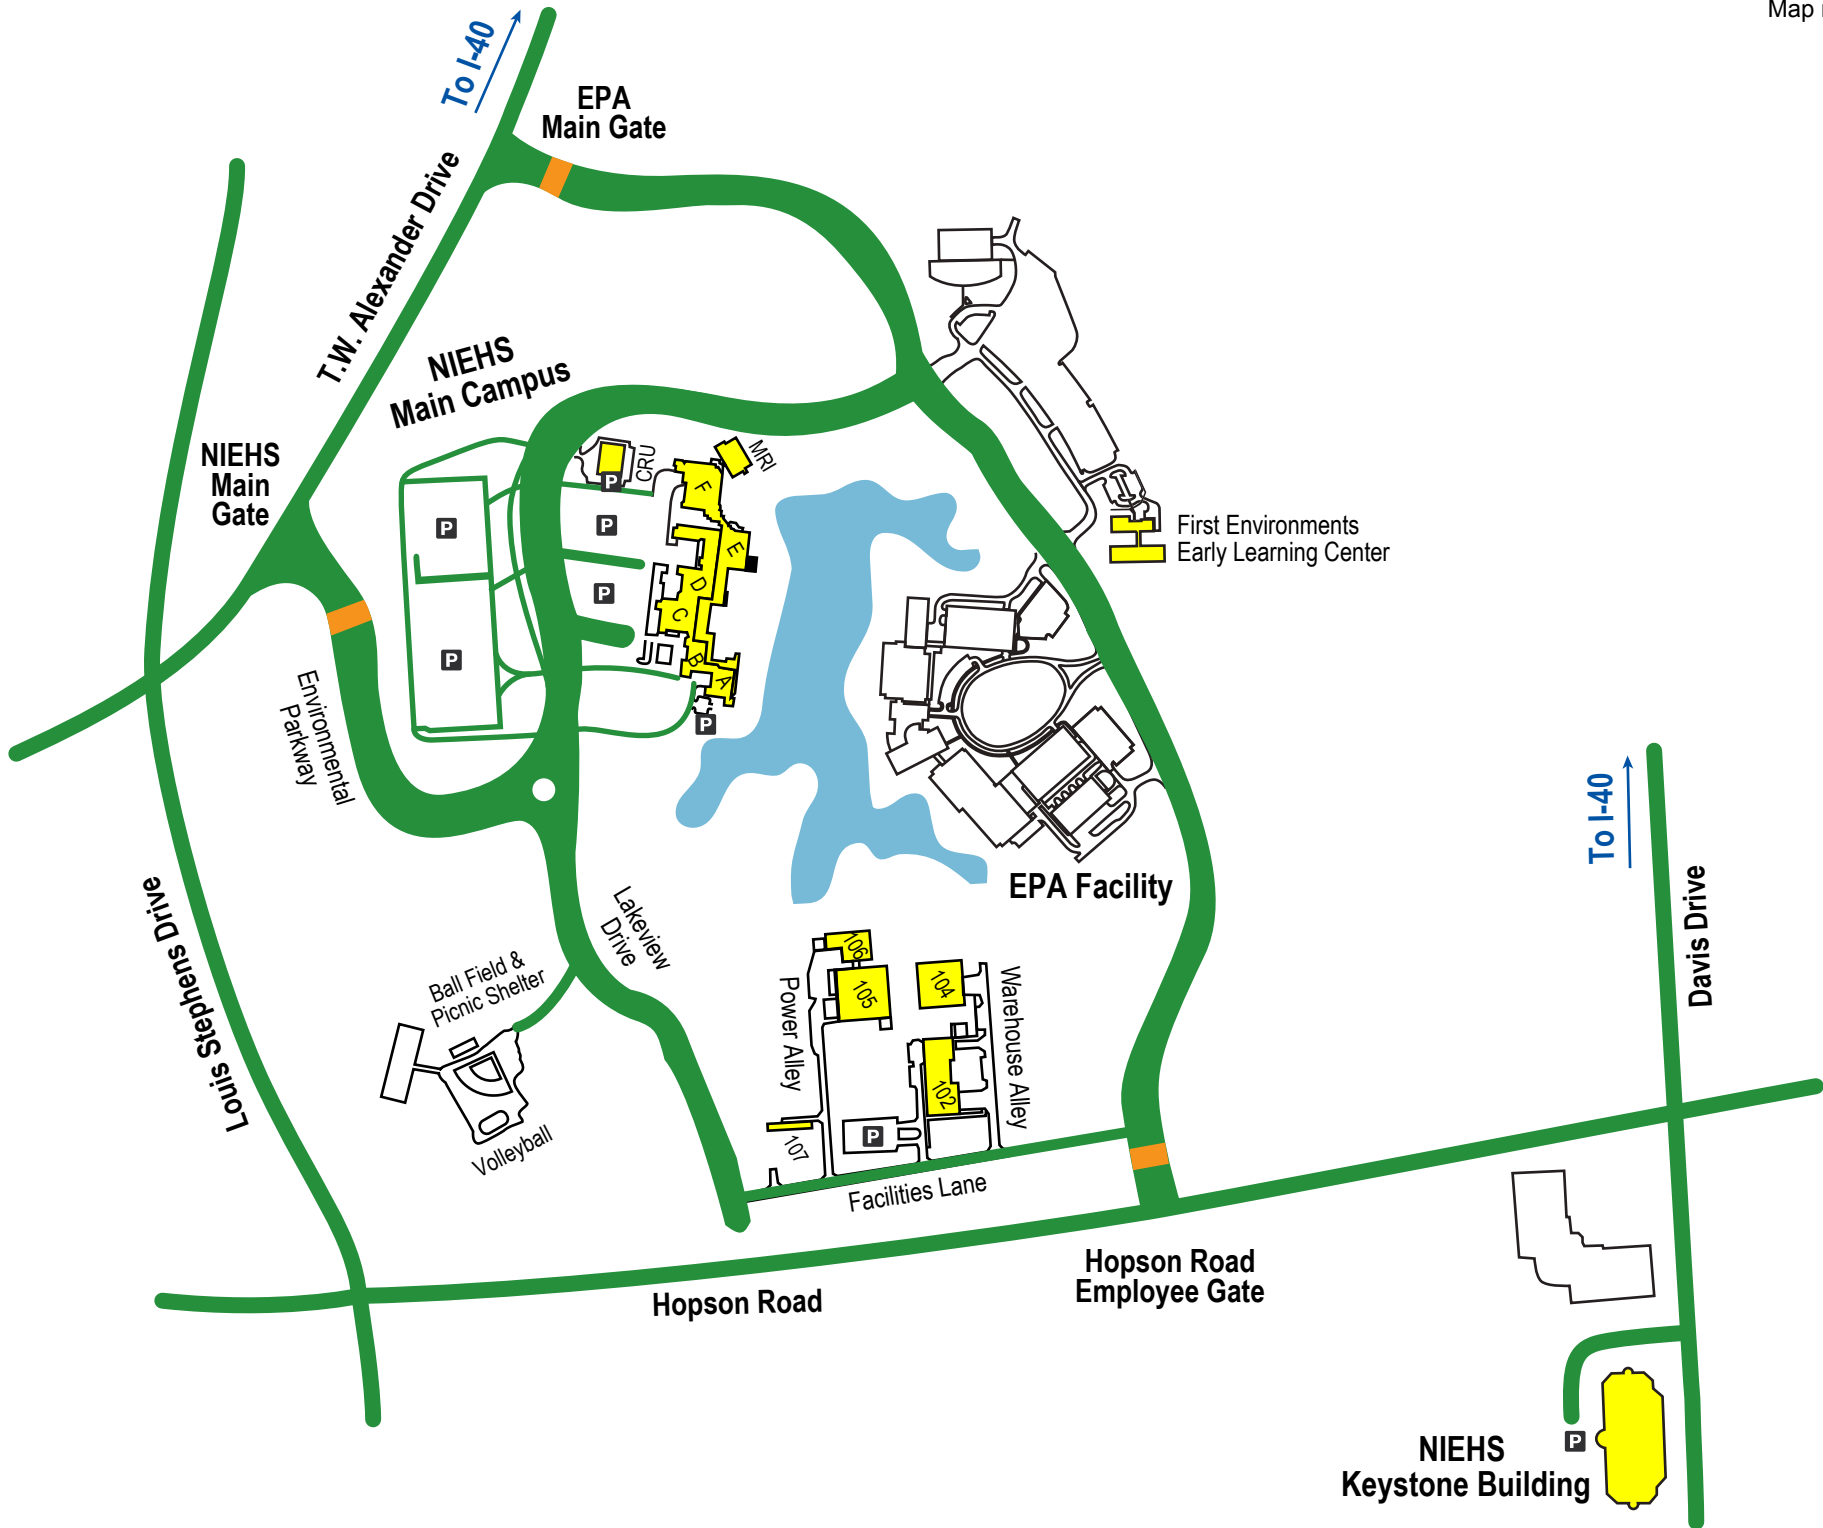 Map
To I-40
EPA
Main Gate
T.W. Alexander Drive
NIEHS
Main Campus
NIEHS
Main
Gate
CRU
MRI
P
F
P
P
E
P
D
C
P
B
A
P
First Environments
Early Learning Center
Environmental
Parkway
EPA Facility
To I-40
Davis Drive
Louis Stephens Drive
Lakeview
Drive
Ball Field &
Picnic Shelter
Volleyball
106
105
104
102
107
Power Alley
Warehouse Alley
P
Facilities Lane
Hopson Road
Hopson Road
Employee Gate
P
NIEHS
Keystone Building